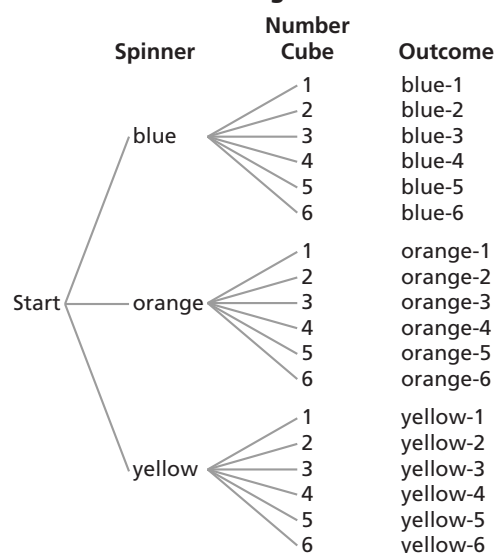 Number
Spinner Cube Outcome
1 blue-1
2 blue-2
blue 3 blue-3
4 blue-4
5 blue-5
6 blue-6
1 orange-1
2 orange-2
Start orange 3 orange-3
4 orange-4
5 orange-5
6 orange-6
1 yellow-1
2 yellow-2
yellow 3 yellow-3
4 yellow-4
5 yellow-5
6 yellow-6